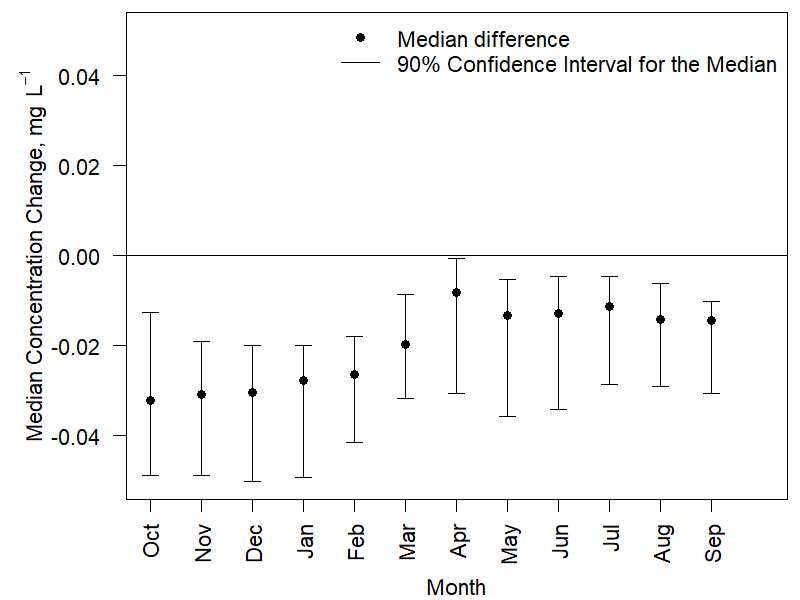 Median difference
90% Confidence Interval for the Median
Median Concentration Change, mg L⁻¹
0.04
0.02
0.00
-0.02
-0.04
Oct
Nov
Dec
Jan
Feb
Mar
Apr
May
Jun
Jul
Aug
Sep
Month